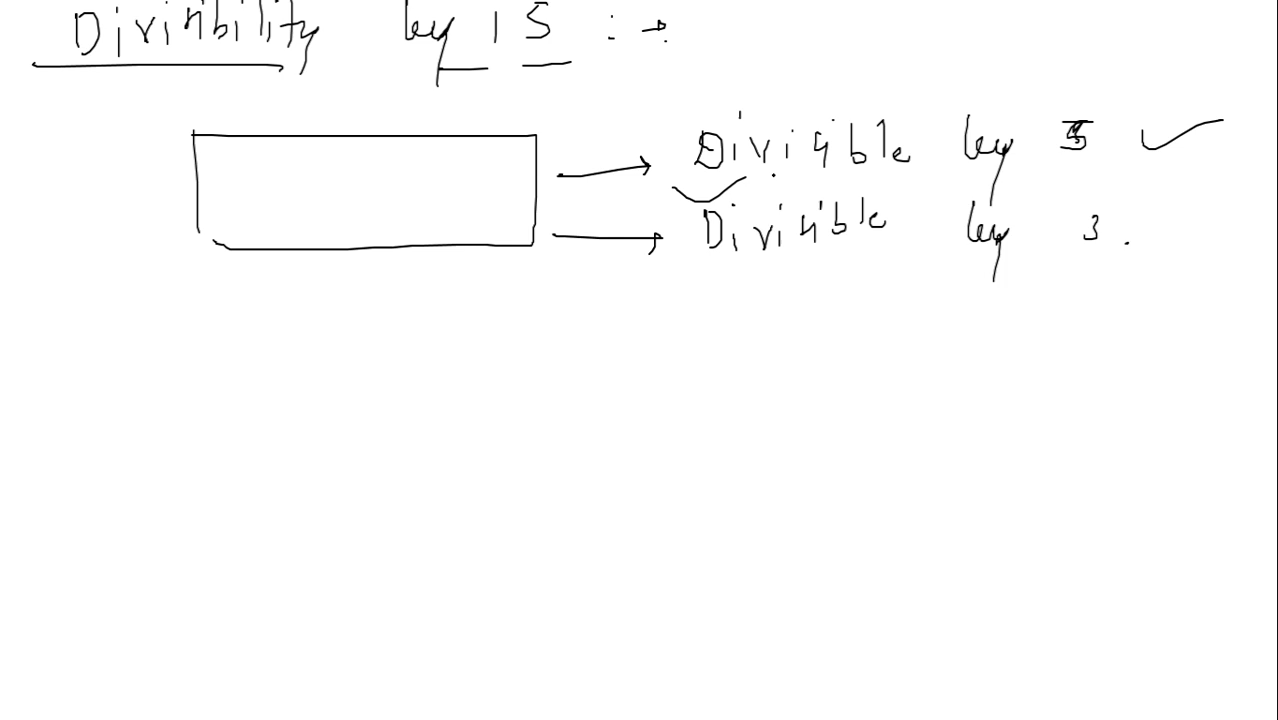 Divisibility by 15 : →
→ Divisible by 5 ✓
→ Divisible by 3.